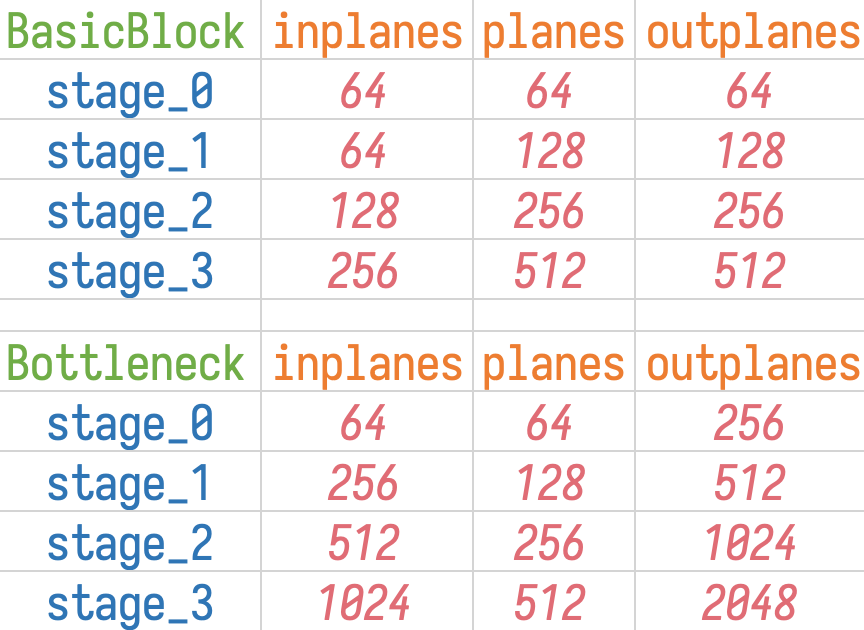 BasicBlock inplanes planes outplanes
stage_0 64 64 64
stage_1 64 128 128
stage_2 128 256 256
stage_3 256 512 512
Bottleneck inplanes planes outplanes
stage_0 64 64 256
stage_1 256 128 512
stage_2 512 256 1024
stage_3 1024 512 2048